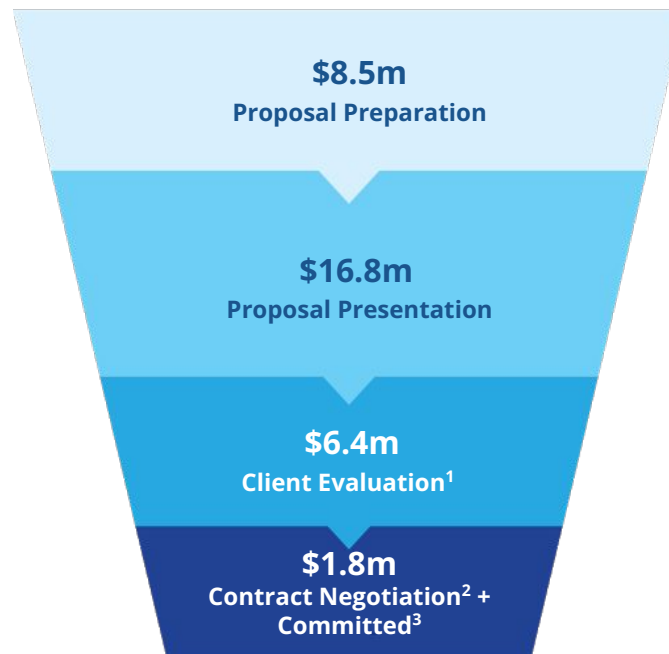 $8.5m
Proposal Preparation
$16.8m
Proposal Presentation
$6.4m
Client Evaluation¹
$1.8m
Contract Negotiation² +
Committed³